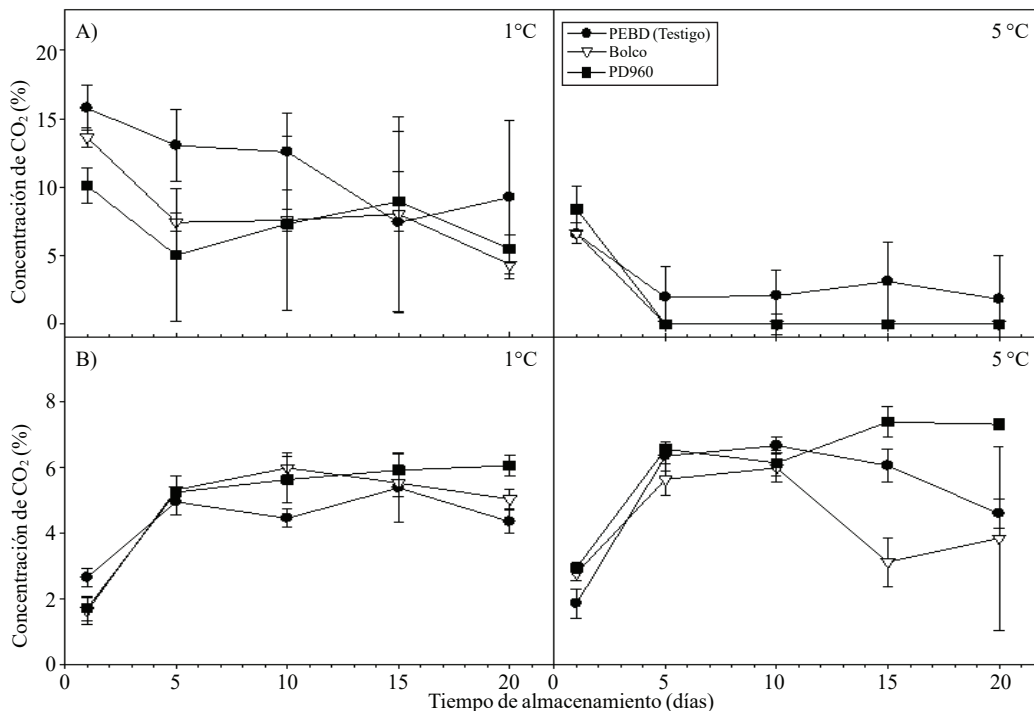 A)
1°C
5 °C
PEBD (Testigo)
Bolco
PD960
Concentración de CO₂ (%)
20
15
10
5
0
B)
1°C
5 °C
Concentración de CO₂ (%)
8
6
4
2
0
0 5 10 15 20 0 5 10 15 20
Tiempo de almacenamiento (días)